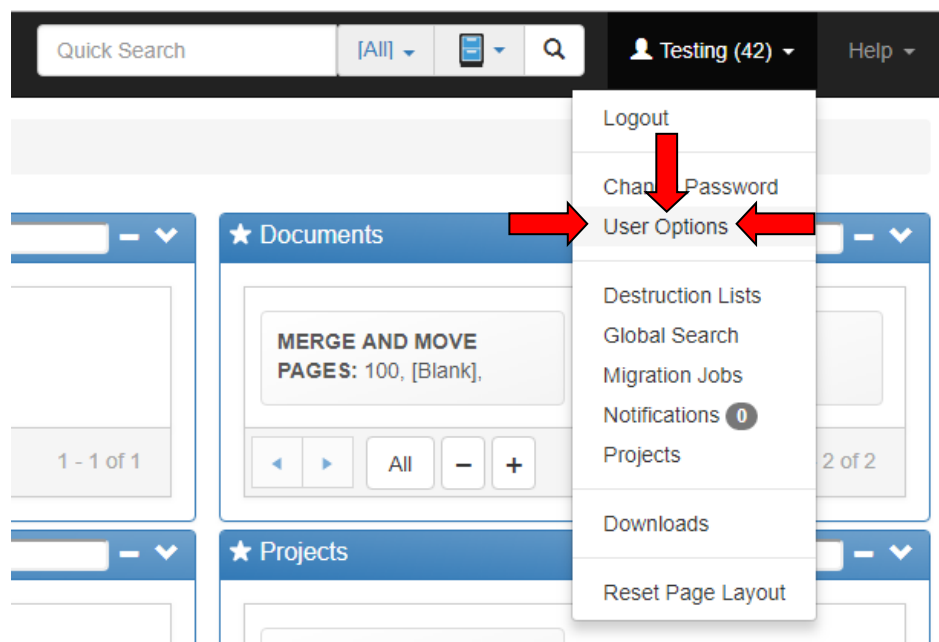 Quick Search [All] Testing (42) Help
Logout
Change Password
User Options
Documents
MERGE AND MOVE
PAGES: 100, [Blank],
Destruction Lists
Global Search
Migration Jobs
Notifications 0
Projects
1 - 1 of 1
All
2 of 2
Downloads
Projects
Reset Page Layout